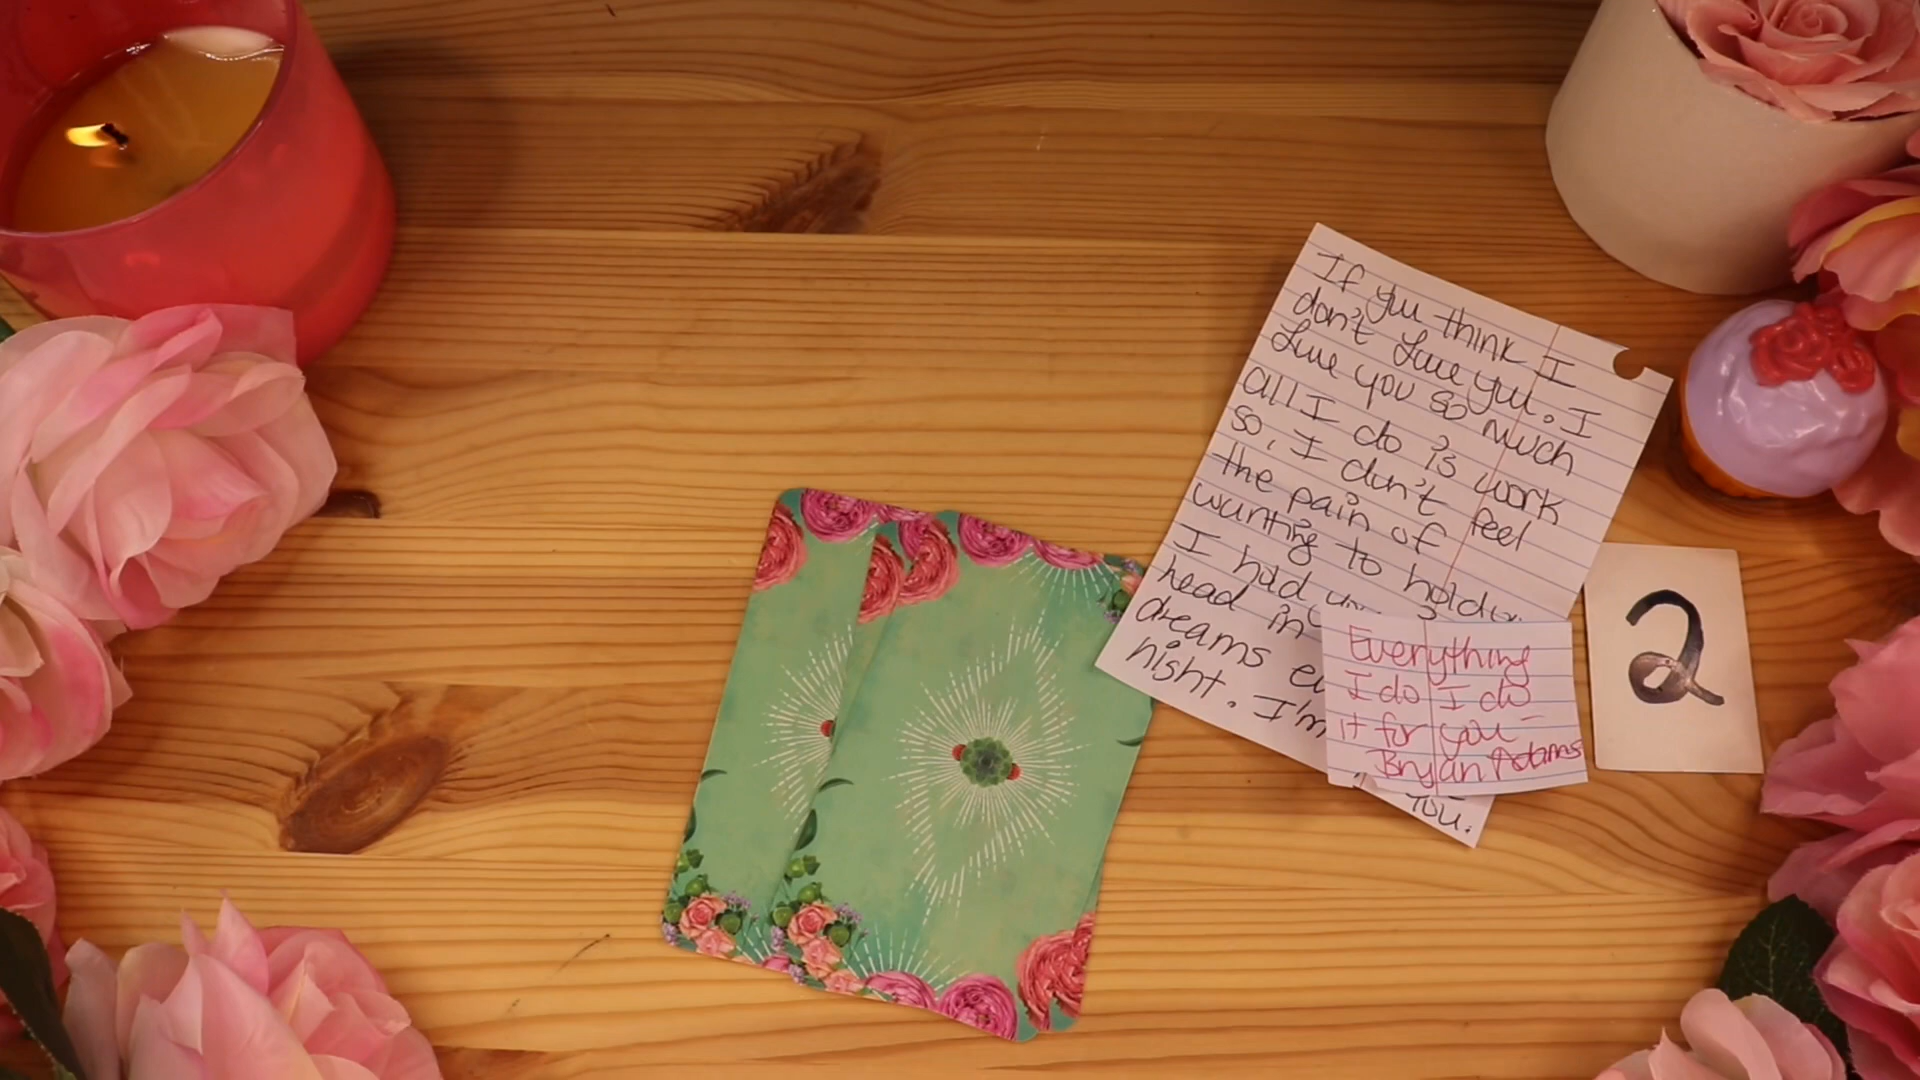 If you think I
don't Love you. I
Love you so much
all I do is work
so, I don't feel
the pain of
wanting to hold
I hold
head in
dreams
night. I'm
You.
Everything
I do I do
it for you -
Bryan Adams
2